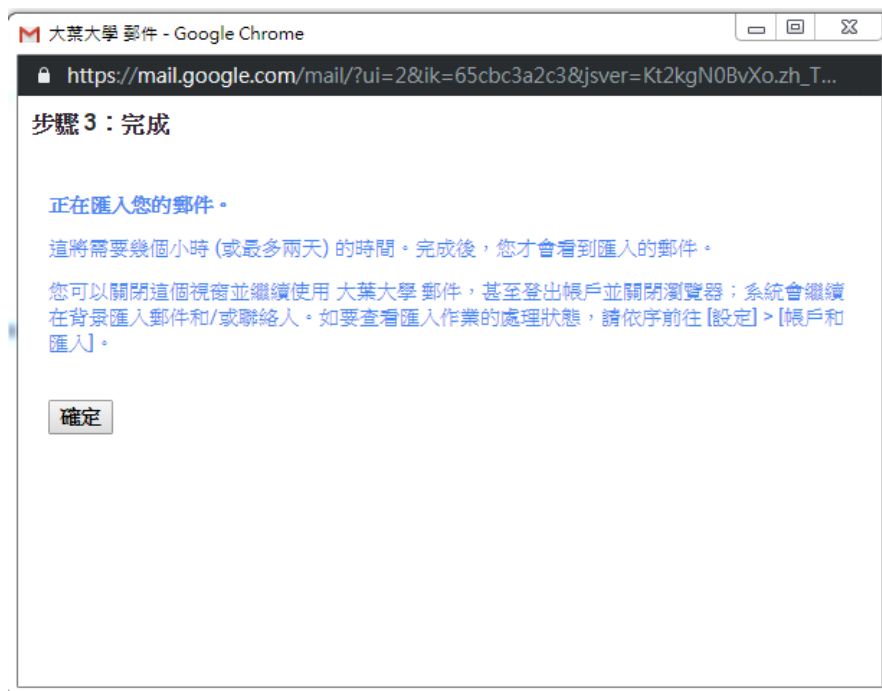 大葉大學 郵件 - Google Chrome
https://mail.google.com/mail/?ui=2&ik=65cbc3a2c3&jsver=Kt2kgN0BvXo.zh_T...
步驟 3：完成
正在匯入您的郵件。
這將需要幾個小時 (或最多兩天) 的時間。完成後，您才會看到匯入的郵件。
您可以關閉這個視窗並繼續使用 大葉大學 郵件，甚至登出帳戶並關閉瀏覽器；系統會繼續
在背景匯入郵件和/或聯絡人。如要查看匯入作業的處理狀態，請依序前往 [設定] > [帳戶和
匯入]。
確定